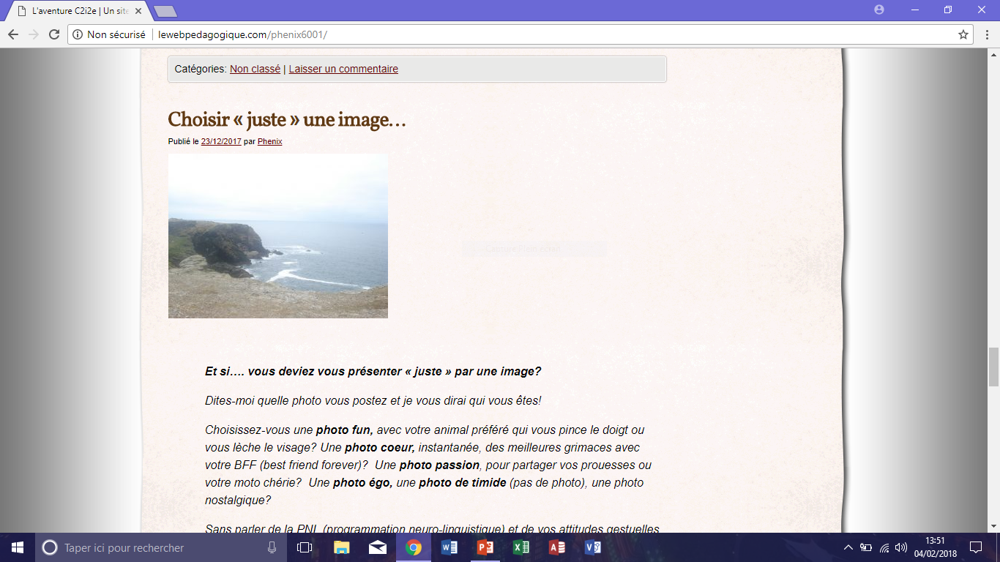 L'aventure C2i2e | Un site
Non sécurisé
lewebpedagogique.com/phenix6001/
Catégories: Non classé | Laisser un commentaire
Choisir « juste » une image…
Publié le 23/12/2017 par Phenix
Capture Plein écran
Et si…. vous deviez vous présenter « juste » par une image?
Dites-moi quelle photo vous postez et je vous dirai qui vous êtes!
Choisissez-vous une photo fun, avec votre animal préféré qui vous pince le doigt ou
vous lèche le visage? Une photo coeur, instantanée, des meilleures grimaces avec
votre BFF (best friend forever)?  Une photo passion, pour partager vos prouesses ou
votre moto chérie?  Une photo égo, une photo de timide (pas de photo), une photo
nostalgique?
Sans parler de la PNL (programmation neuro-linguistique) et de vos attitudes gestuelles
Taper ici pour rechercher
13:51
04/02/2018